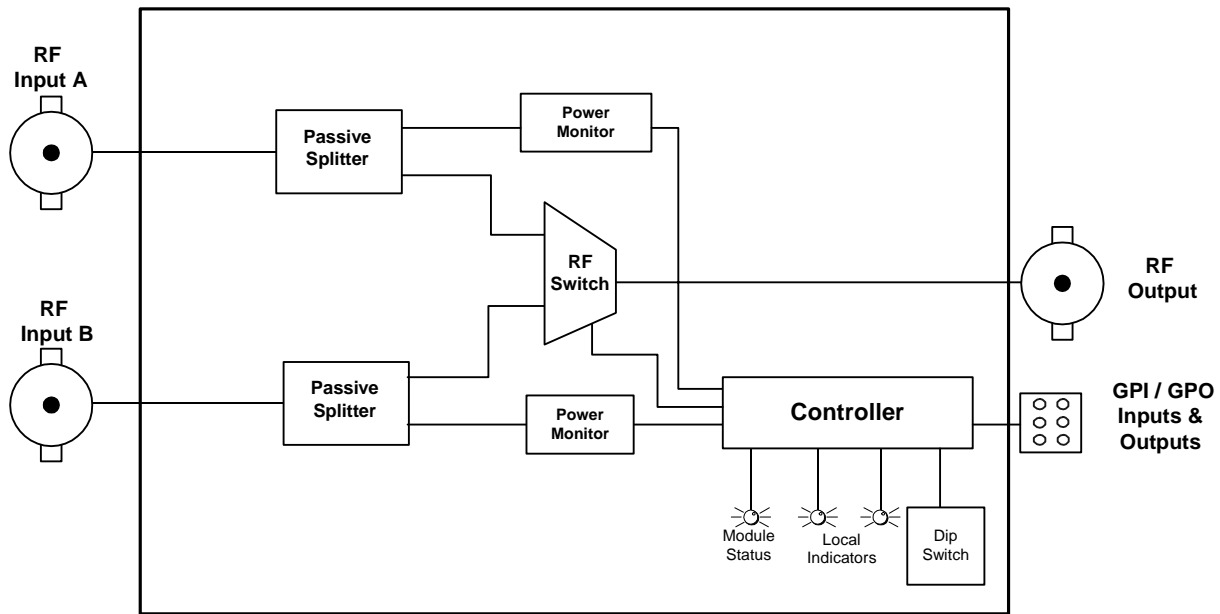 RF
Input A
Passive
Splitter
Power
Monitor
RF
Switch
RF
Output
RF
Input B
Passive
Splitter
Power
Monitor
Controller
GPI / GPO
Inputs &
Outputs
Module
Status
Local
Indicators
Dip
Switch